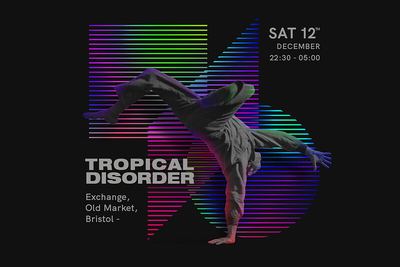 SAT 12TH
DECEMBER
22:30 - 05:00
TROPICAL
DISORDER
Exchange,
Old Market,
Bristol -